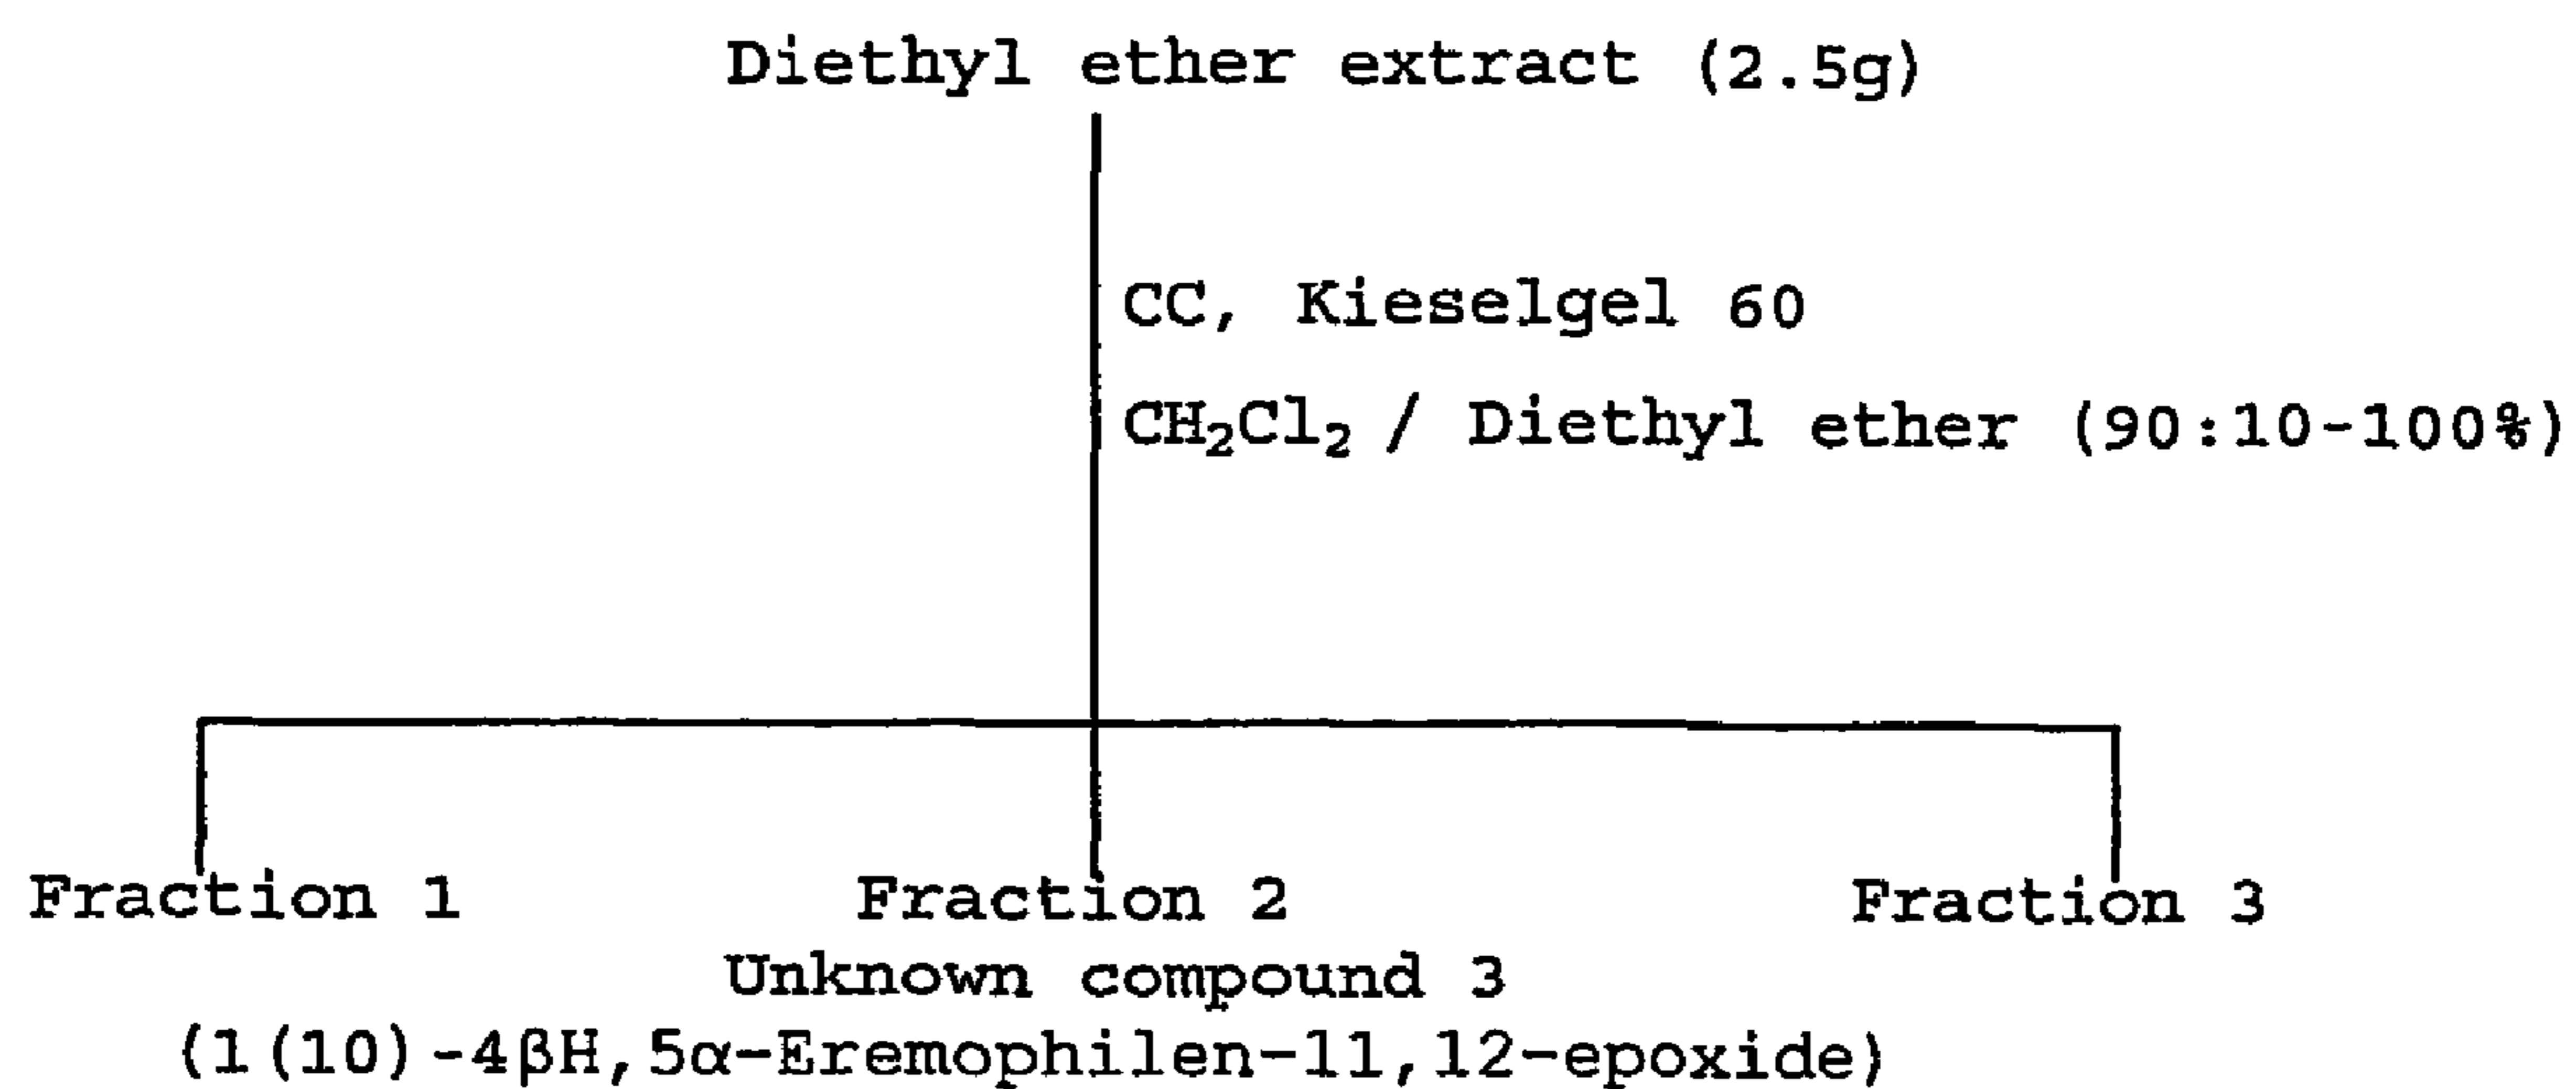 Diethyl ether extract (2.5g)
CC, Kieselgel 60
CH₂Cl₂ / Diethyl ether (90:10-100%)
Fraction 1 Fraction 2 Fraction 3
Unknown compound 3
(1(10)-4βH,5α-Eremophilen-11,12-epoxide)